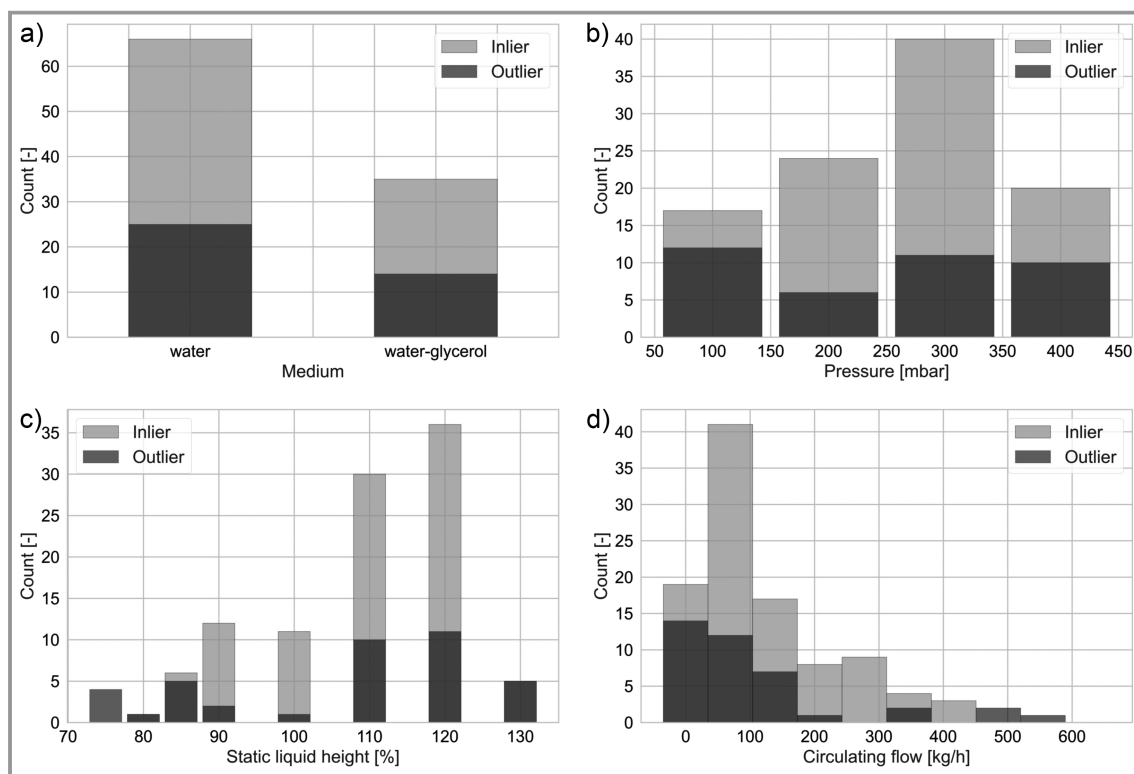 a)
Inlier
Outlier
60
50
40
30
20
10
0
Count [-]
water
water-glycerol
Medium
b)
Inlier
Outlier
40
35
30
25
20
15
10
5
0
Count [-]
50 100 150 200 250 300 350 400 450
Pressure [mbar]
c)
Inlier
Outlier
35
30
25
20
15
10
5
0
Count [-]
70 80 90 100 110 120 130
Static liquid height [%]
d)
Inlier
Outlier
40
35
30
25
20
15
10
5
0
Count [-]
0 100 200 300 400 500 600
Circulating flow [kg/h]